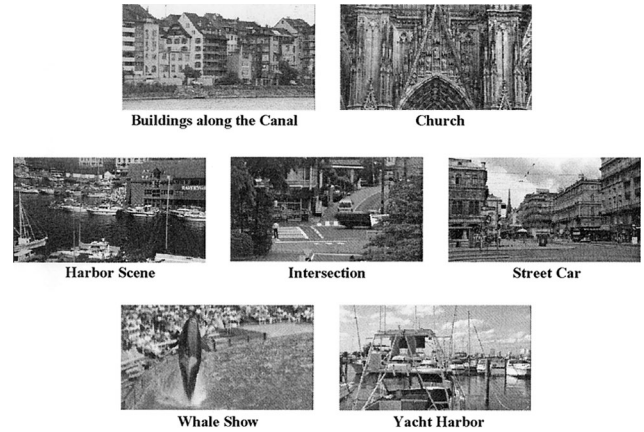 Buildings along the Canal
Church
Harbor Scene
Intersection
Street Car
Whale Show
Yacht Harbor